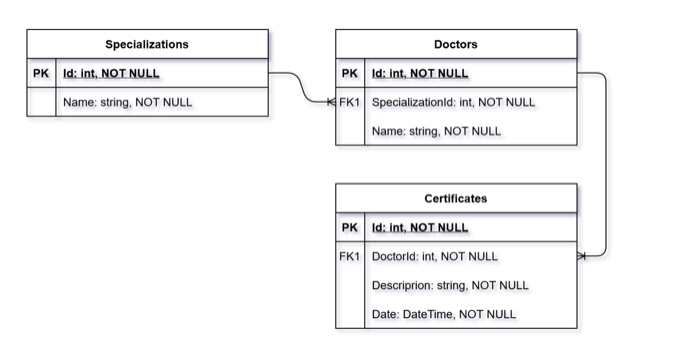 Specializations
PK Id: int, NOT NULL
Name: string, NOT NULL
Doctors
PK Id: int, NOT NULL
FK1 SpecializationId: int, NOT NULL
Name: string, NOT NULL
Certificates
PK Id: int, NOT NULL
FK1 DoctorId: int, NOT NULL
Descriprion: string, NOT NULL
Date: DateTime, NOT NULL